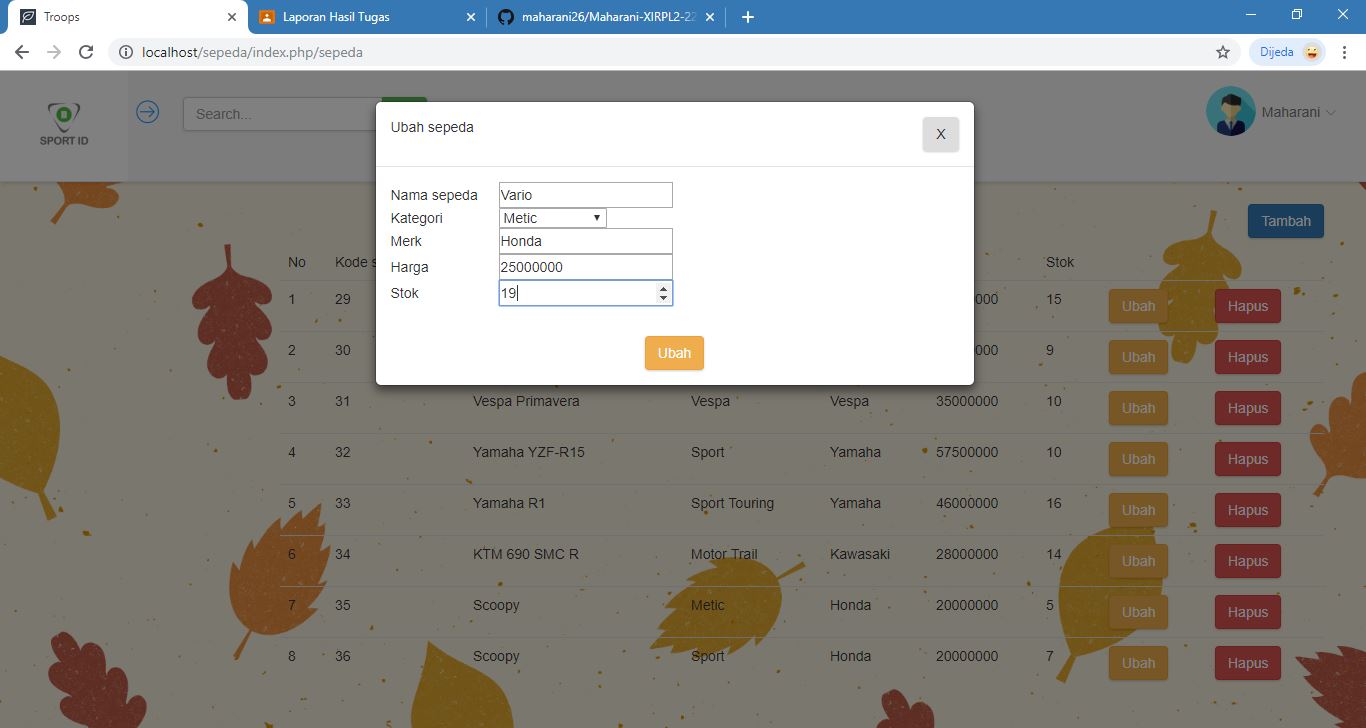 Troops
Laporan Hasil Tugas
maharani26/Maharani-XIRPL2-22
localhost/sepeda/index.php/sepeda
Dijeda
SPORT ID
Search...
Maharani
Ubah sepeda
X
Nama sepeda Vario
Kategori Metic
Merk Honda
Harga 25000000
Stok 19
Ubah
Tambah
No Kode s Stok
1 29 000 15 Ubah Hapus
2 30 000 9 Ubah Hapus
3 31 Vespa Primavera Vespa Vespa 35000000 10 Ubah Hapus
4 32 Yamaha YZF-R15 Sport Yamaha 57500000 10 Ubah Hapus
5 33 Yamaha R1 Sport Touring Yamaha 46000000 16 Ubah Hapus
6 34 KTM 690 SMC R Motor Trail Kawasaki 28000000 14 Ubah Hapus
7 35 Scoopy Metic Honda 20000000 5 Ubah Hapus
8 36 Scoopy Sport Honda 20000000 7 Ubah Hapus